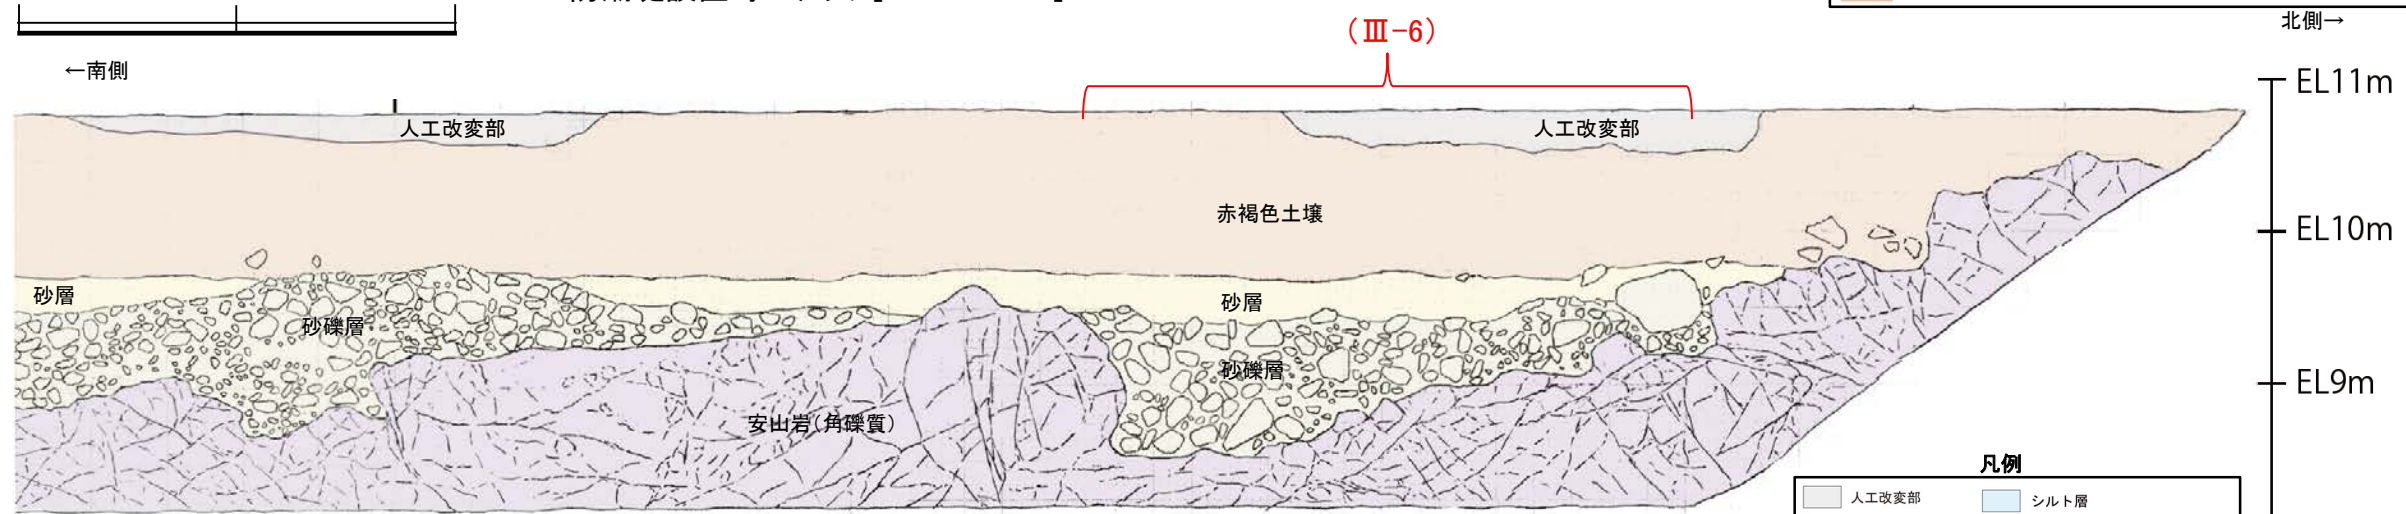 北側→
(Ⅲ-6)
←南側
EL11m
人工改変部
人工改変部
赤褐色土壌
EL10m
砂層
砂層
砂礫層
砂礫層
EL9m
安山岩(角礫質)
凡例
人工改変部
シルト層